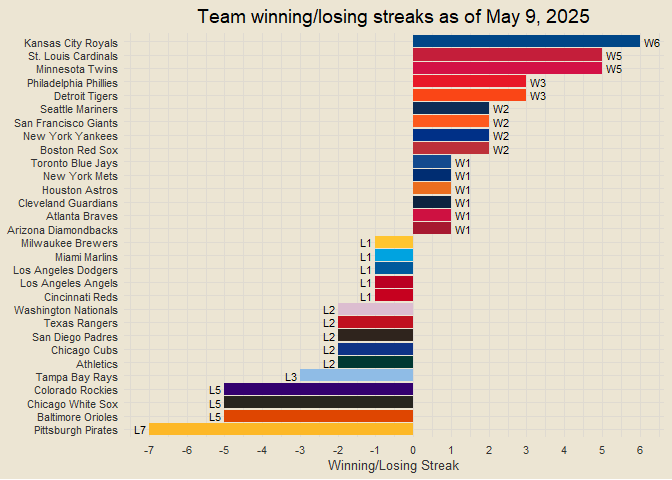 Team winning/losing streaks as of May 9, 2025
Kansas City Royals W6
St. Louis Cardinals W5
Minnesota Twins W5
Philadelphia Phillies W3
Detroit Tigers W3
Seattle Mariners W2
San Francisco Giants W2
New York Yankees W2
Boston Red Sox W2
Toronto Blue Jays W1
New York Mets W1
Houston Astros W1
Cleveland Guardians W1
Atlanta Braves W1
Arizona Diamondbacks W1
Milwaukee Brewers L1
Miami Marlins L1
Los Angeles Dodgers L1
Los Angeles Angels L1
Cincinnati Reds L1
Washington Nationals L2
Texas Rangers L2
San Diego Padres L2
Chicago Cubs L2
Athletics L2
Tampa Bay Rays L3
Colorado Rockies L5
Chicago White Sox L5
Baltimore Orioles L5
Pittsburgh Pirates L7
-7 -6 -5 -4 -3 -2 -1 0 1 2 3 4 5 6
Winning/Losing Streak